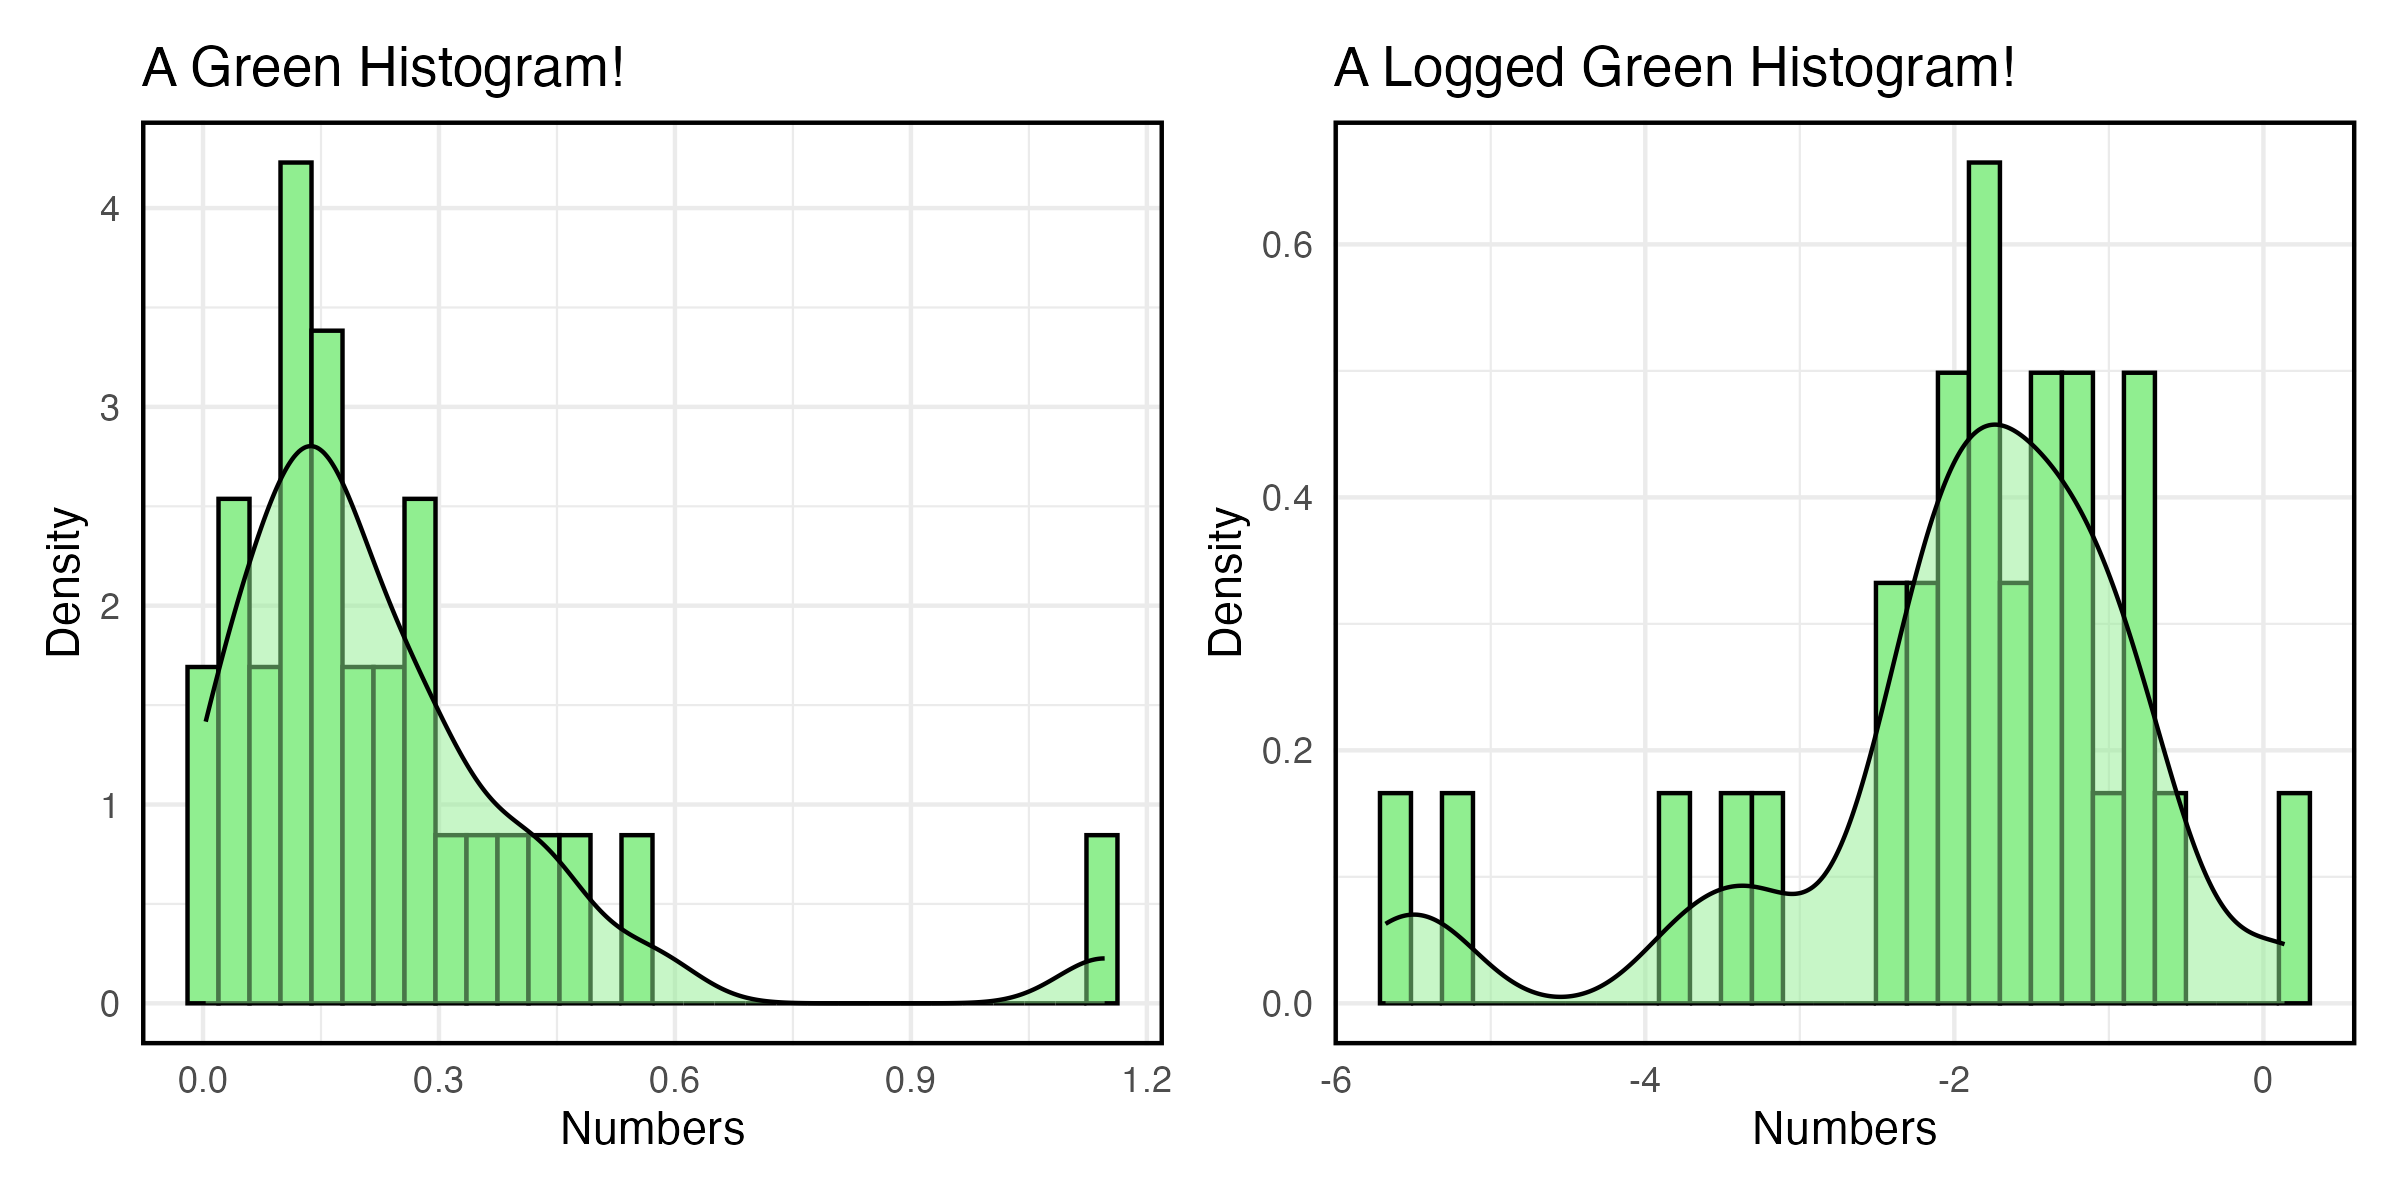 A Green Histogram!
Density
4
3
2
1
0
0.0 0.3 0.6 0.9 1.2
Numbers
A Logged Green Histogram!
Density
0.6
0.4
0.2
0.0
-6 -4 -2 0
Numbers